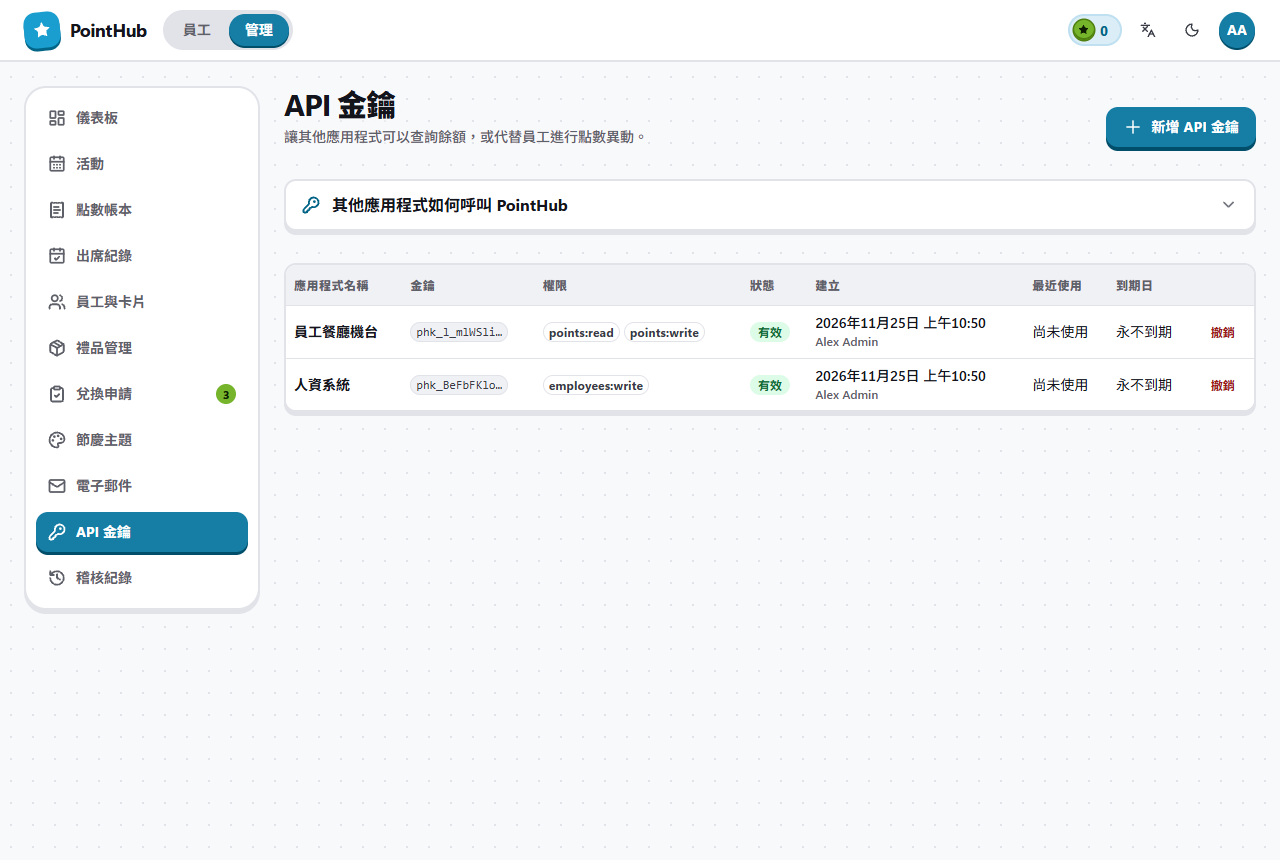 PointHub
員工
管理
0
AA
儀表板
活動
點數帳本
出席紀錄
員工與卡片
禮品管理
兌換申請
3
節慶主題
電子郵件
API 金鑰
稽核紀錄
API 金鑰
讓其他應用程式可以查詢餘額，或代替員工進行點數異動。
新增 API 金鑰
其他應用程式如何呼叫 PointHub
應用程式名稱 金鑰 權限 狀態 建立 最近使用 到期日
員工餐廳機台 phk_l_m1WS1i… points:read points:write 有效 2026年11月25日 上午10:50 尚未使用 永不到期 撤銷
Alex Admin
人資系統 phk_BeFbFK1o… employees:write 有效 2026年11月25日 上午10:50 尚未使用 永不到期 撤銷
Alex Admin